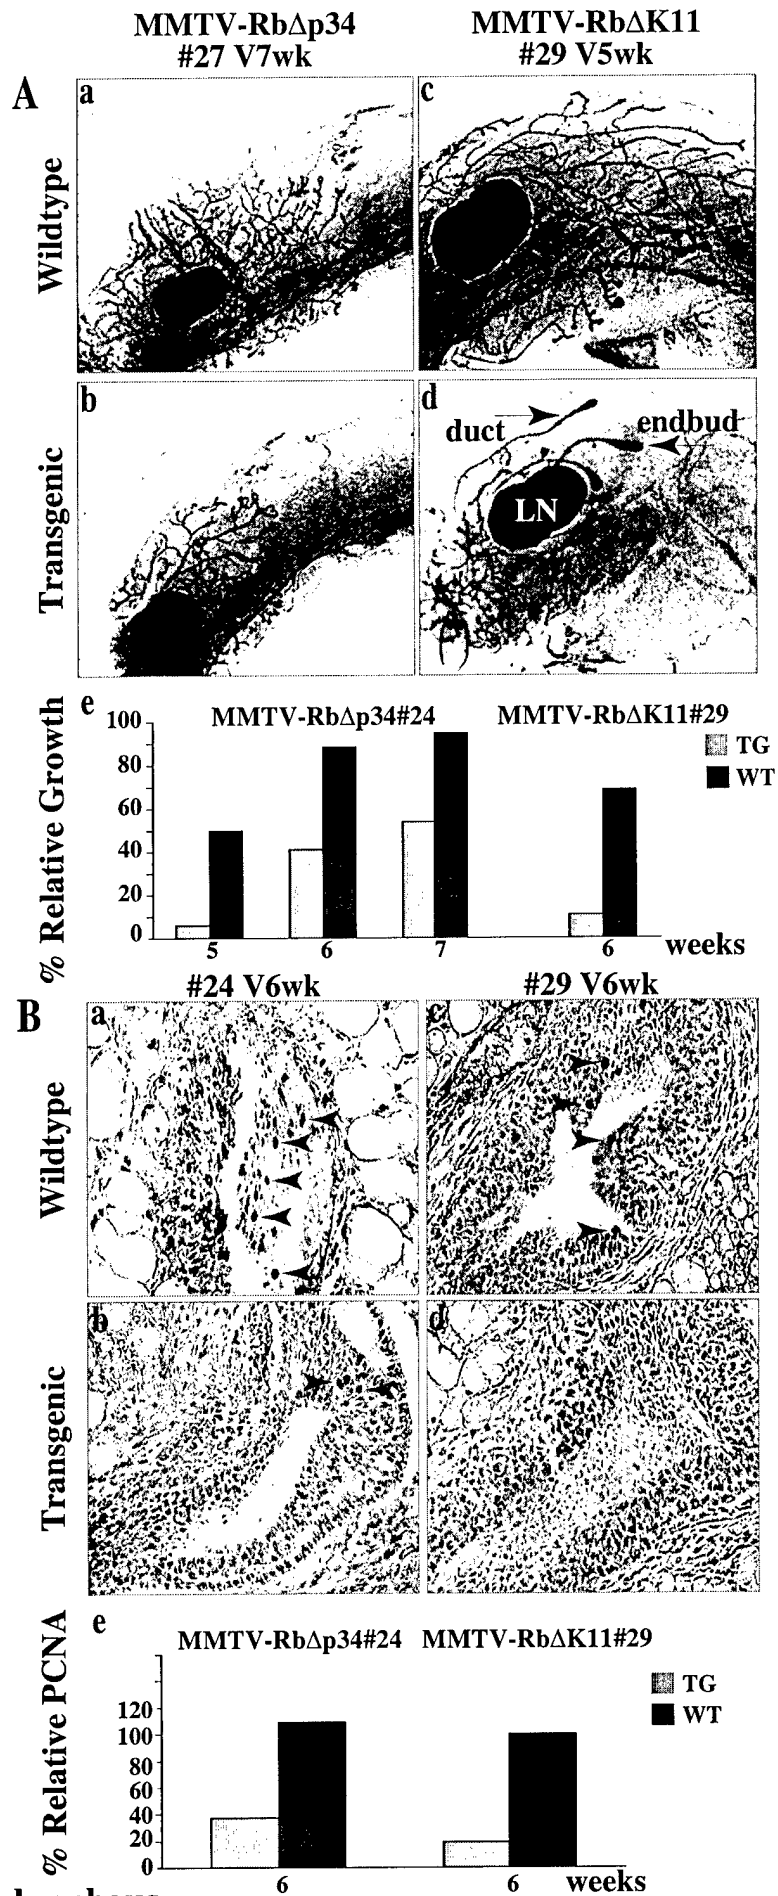 MMTV-RbΔp34 MMTV-RbΔK11
#27 V7wk #29 V5wk
A
a
c
Wildtype
b
d
duct
endbud
LN
Transgenic
e
MMTV-RbΔp34#24 MMTV-RbΔK11#29
TG
WT
% Relative Growth
100
80
60
40
20
0
5 6 7 6 weeks
#24 V6wk #29 V6wk
B
a
c
Wildtype
b
d
Transgenic
e
MMTV-RbΔp34#24 MMTV-RbΔK11#29
TG
WT
% Relative PCNA
120
100
80
60
40
20
0
6 6 weeks